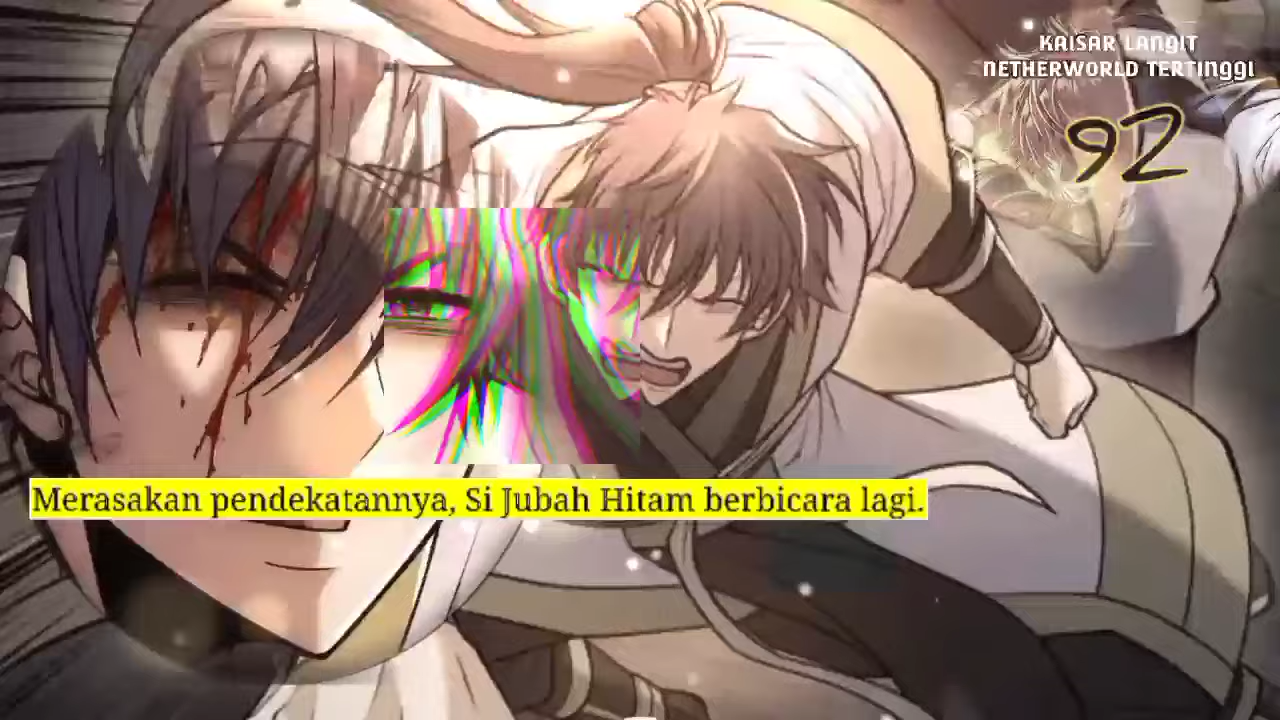 KAISAR LANGIT
NETHERWORLD TERTINGGI
92
Merasakan pendekatannya, Si Jubah Hitam berbicara lagi.